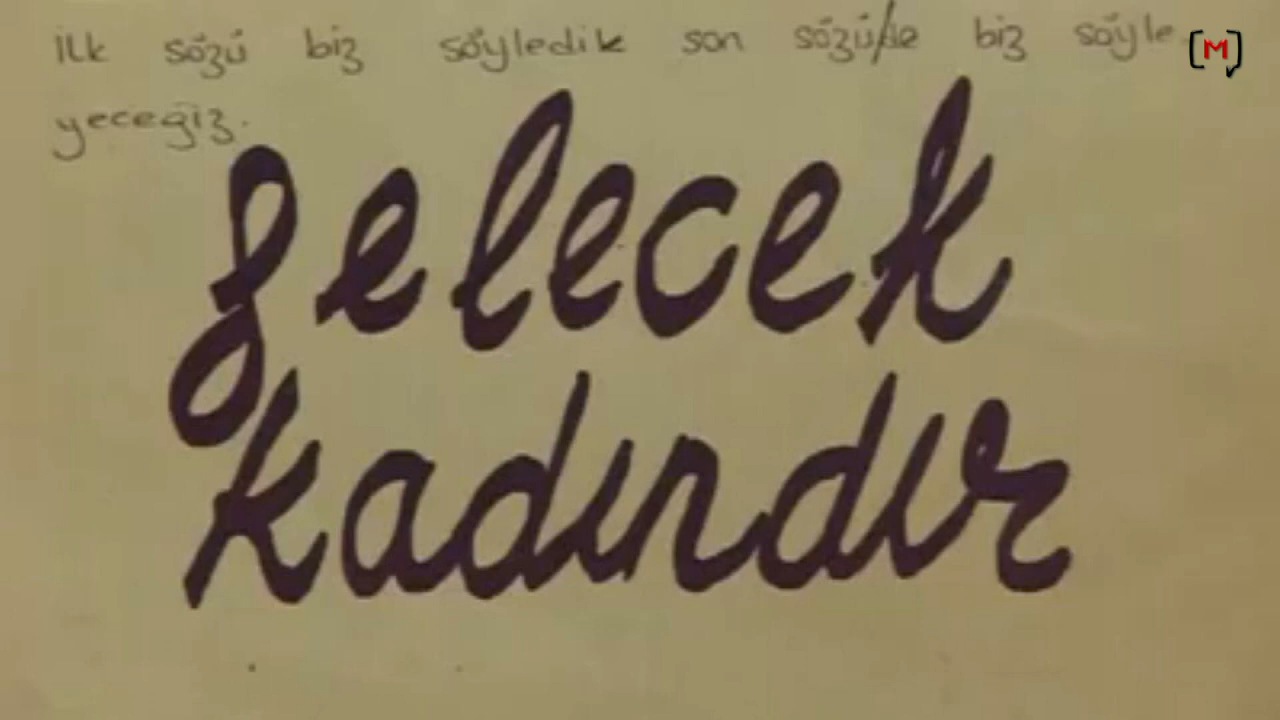 İlk sözü biz söyledik son sözü/de biz söyle
yeceğiz.
gelecek
kadındır
[M]